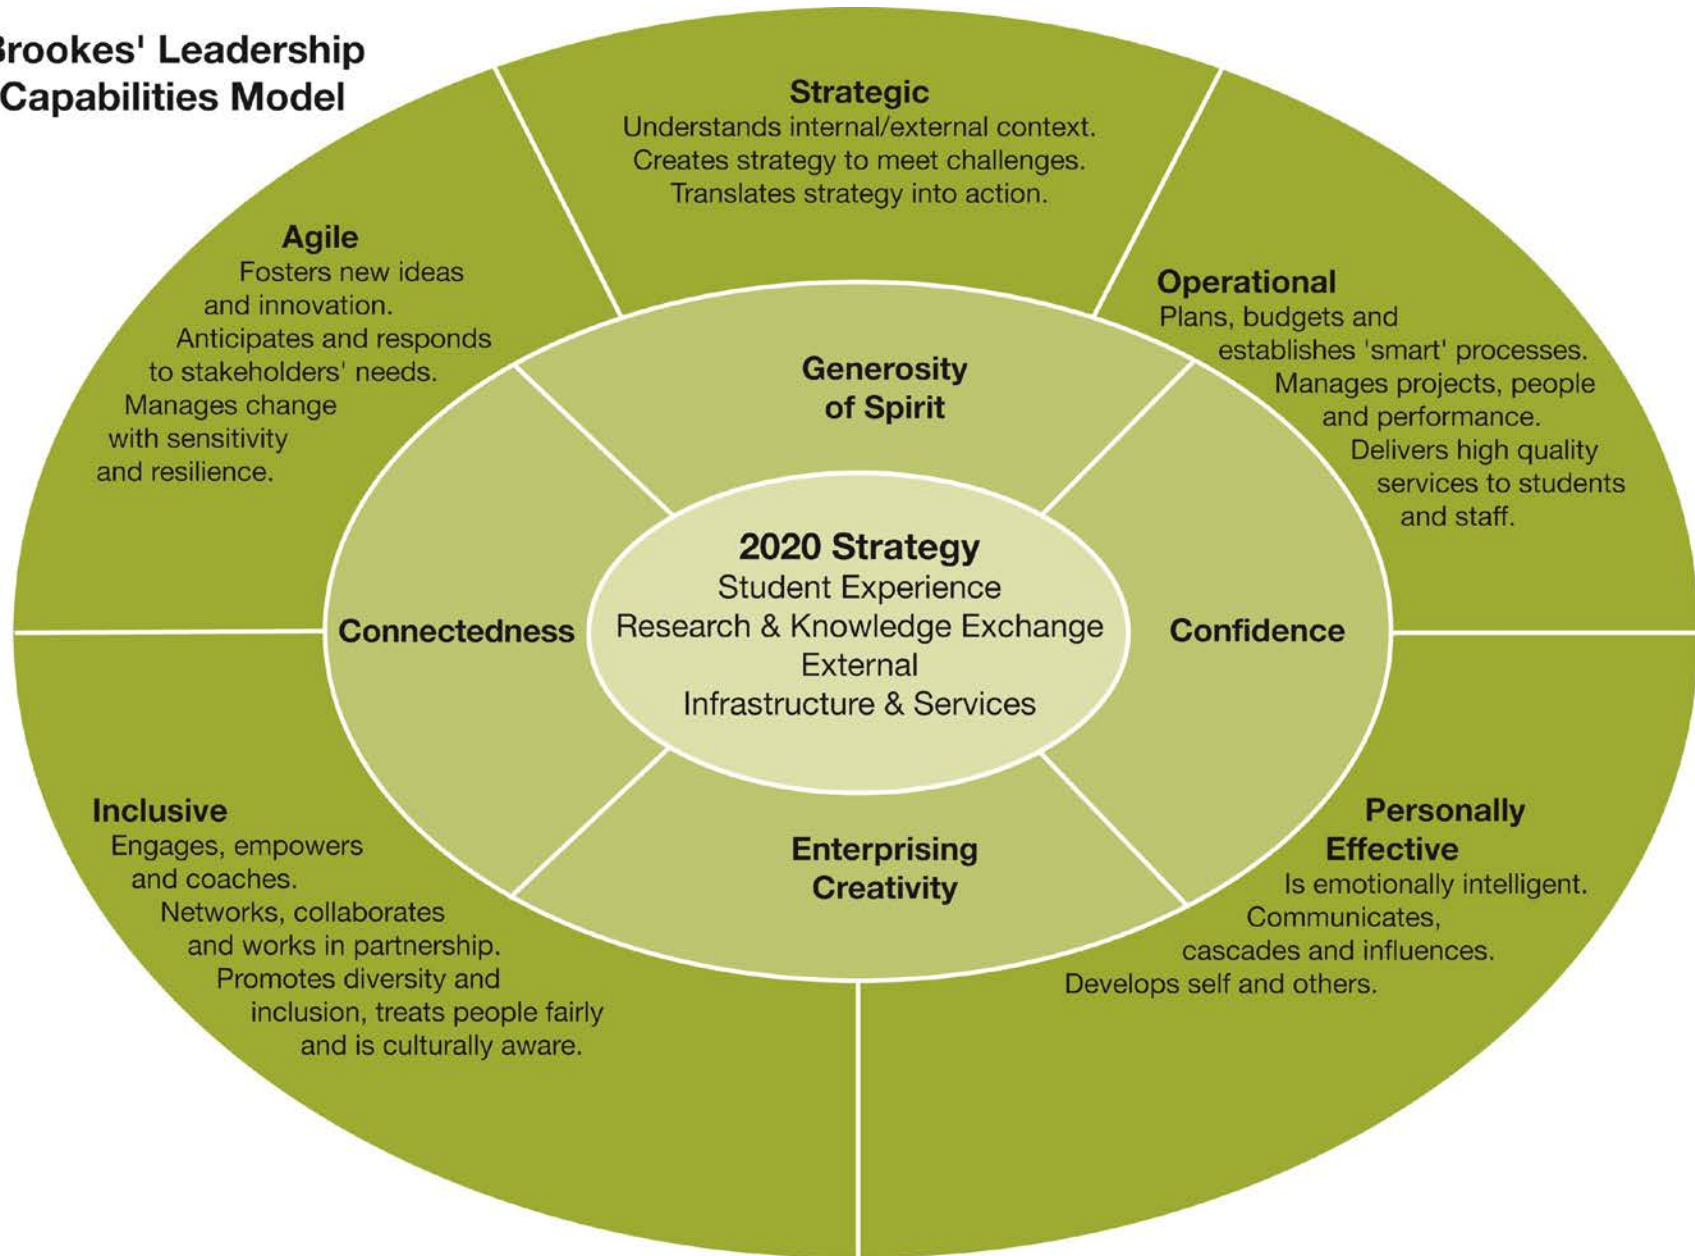 Brookes' Leadership
Capabilities Model
Strategic
Understands internal/external context.
Creates strategy to meet challenges.
Translates strategy into action.
Agile
Fosters new ideas
and innovation.
Anticipates and responds
to stakeholders' needs.
Manages change
with sensitivity
and resilience.
Operational
Plans, budgets and
establishes 'smart' processes.
Manages projects, people
and performance.
Delivers high quality
services to students
and staff.
Generosity
of Spirit
2020 Strategy
Student Experience
Research & Knowledge Exchange
External
Infrastructure & Services
Connectedness
Confidence
Enterprising
Creativity
Inclusive
Engages, empowers
and coaches.
Networks, collaborates
and works in partnership.
Promotes diversity and
inclusion, treats people fairly
and is culturally aware.
Personally
Effective
Is emotionally intelligent.
Communicates,
cascades and influences.
Develops self and others.